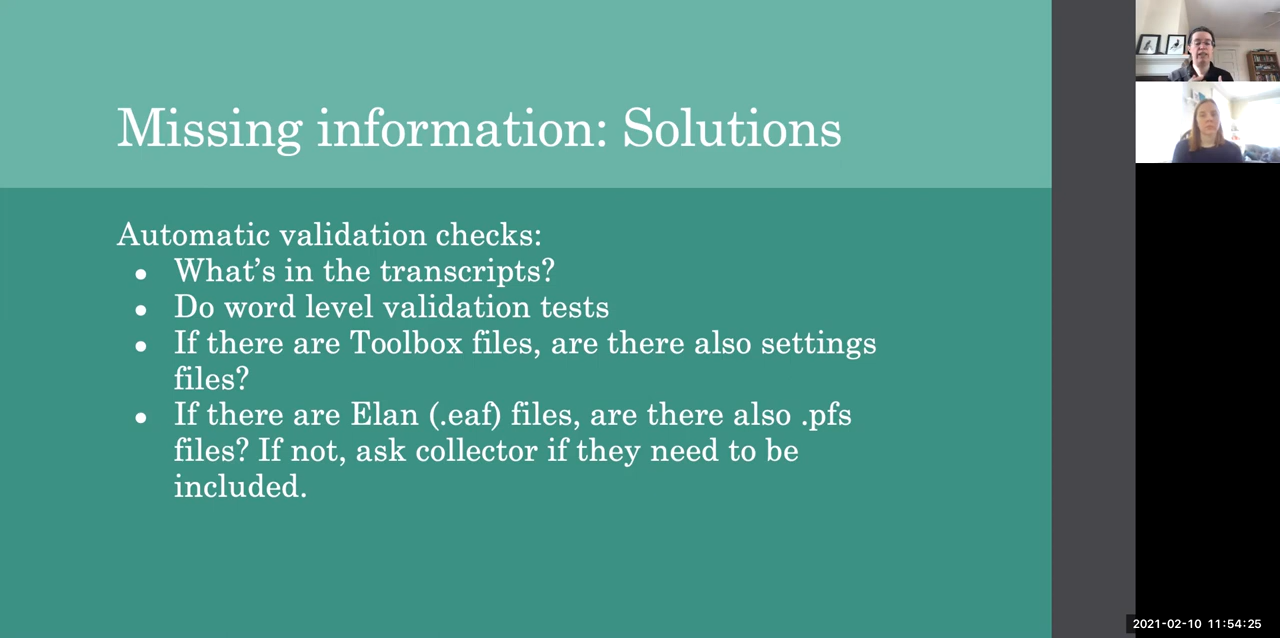 Missing information: Solutions
Automatic validation checks:
● What's in the transcripts?
● Do word level validation tests
● If there are Toolbox files, are there also settings
files?
● If there are Elan (.eaf) files, are there also .pfs
files? If not, ask collector if they need to be
included.
2021-02-10 11:54:25